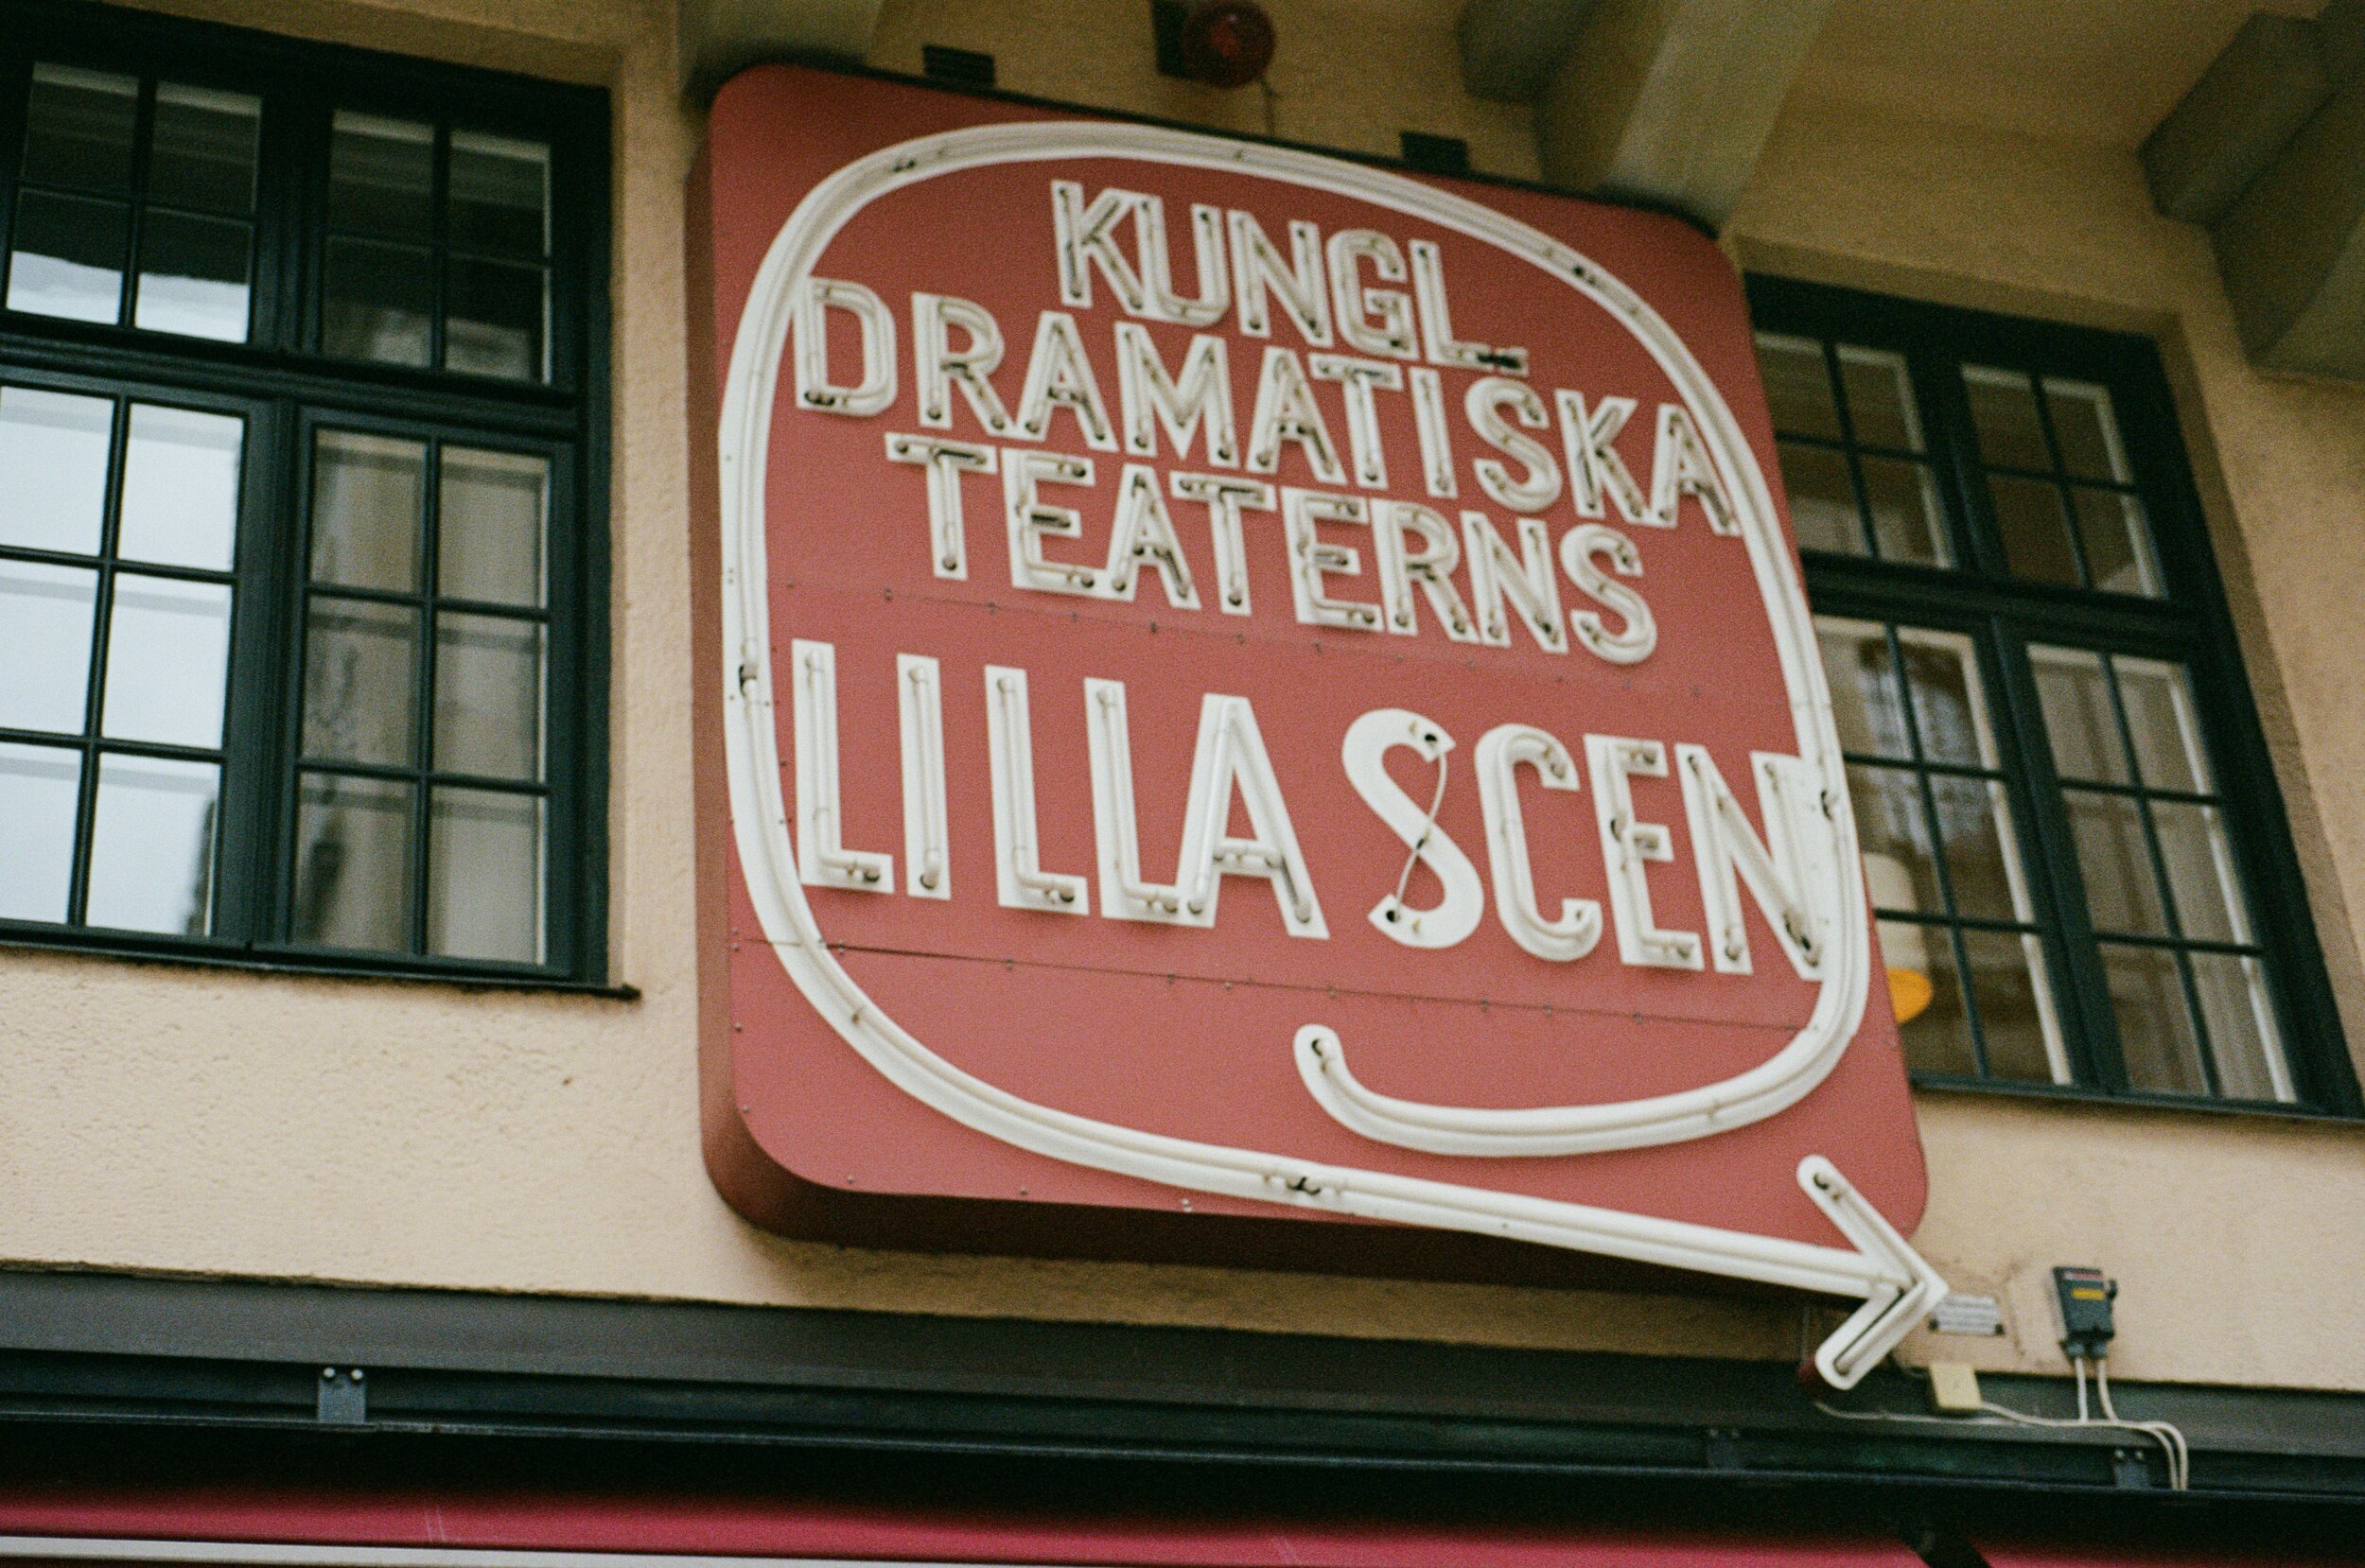 KUNGL.
DRAMATISKA
TEATERNS
LILLA SCEN